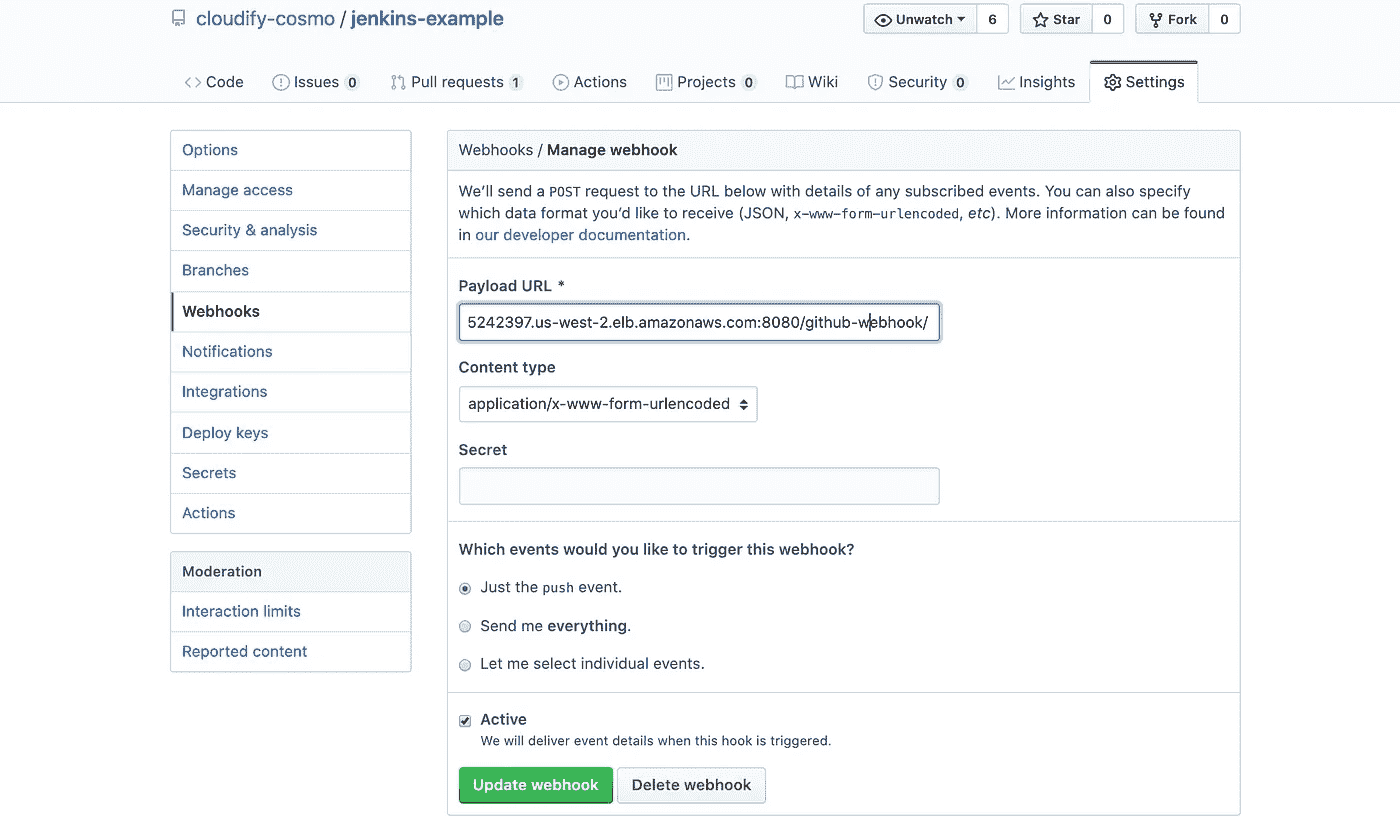 cloudify-cosmo / jenkins-example
Unwatch 6 Star 0 Fork 0
Code Issues 0 Pull requests 1 Actions Projects 0 Wiki Security 0 Insights Settings
Options
Manage access
Security & analysis
Branches
Webhooks
Notifications
Integrations
Deploy keys
Secrets
Actions
Moderation
Interaction limits
Reported content
Webhooks / Manage webhook
We’ll send a POST request to the URL below with details of any subscribed events. You can also specify
which data format you’d like to receive (JSON, x-www-form-urlencoded, etc). More information can be found
in our developer documentation.
Payload URL *
5242397.us-west-2.elb.amazonaws.com:8080/github-webhook/
Content type
application/x-www-form-urlencoded
Secret
Which events would you like to trigger this webhook?
Just the push event.
Send me everything.
Let me select individual events.
Active
We will deliver event details when this hook is triggered.
Update webhook Delete webhook